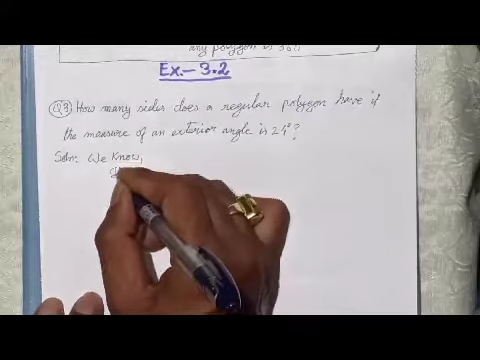 any polygon is 360
Ex.- 3.2
Q3 How many sides does a regular polygon have if
the measure of an exterior angle is 24°?
Soln: We Know,